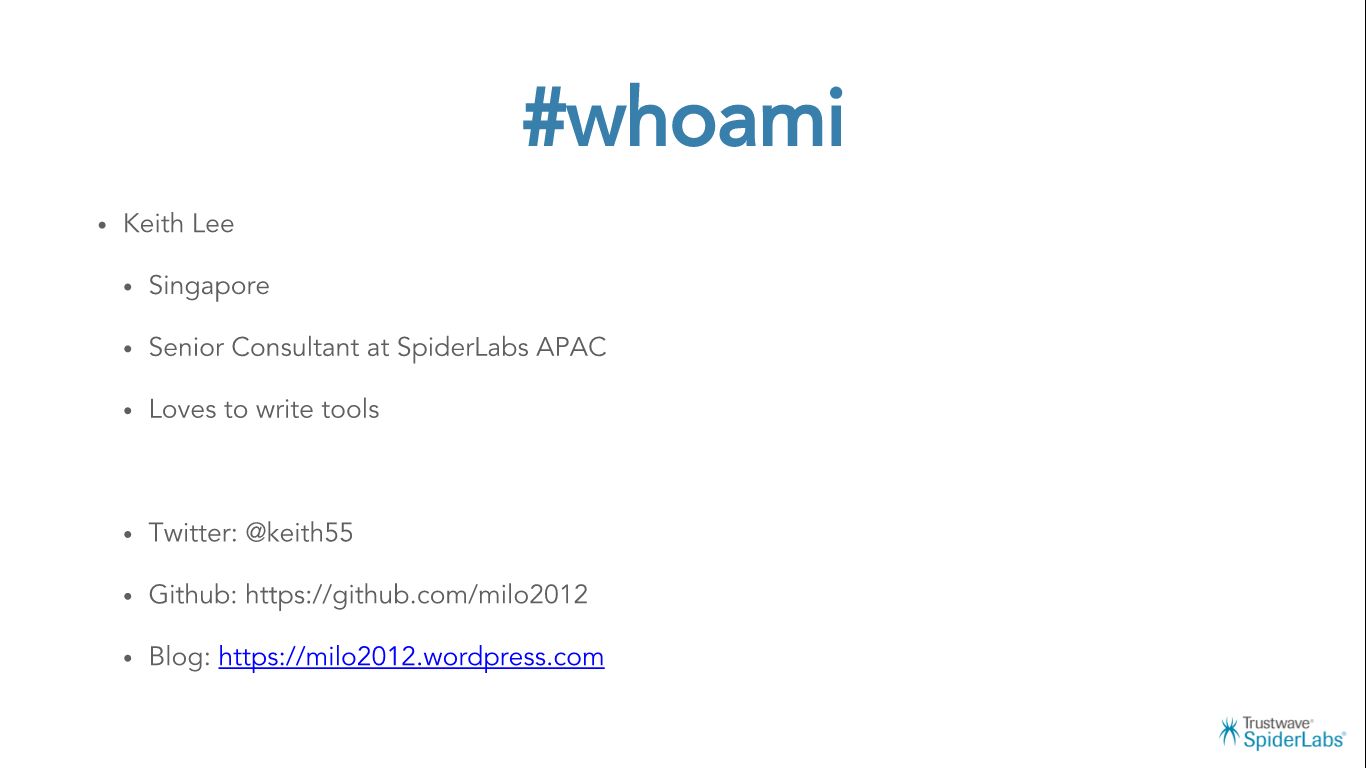 #whoami
• Keith Lee
• Singapore
• Senior Consultant at SpiderLabs APAC
• Loves to write tools
• Twitter: @keith55
• Github: https://github.com/milo2012
• Blog: https://milo2012.wordpress.com
Trustwave®
SpiderLabs®